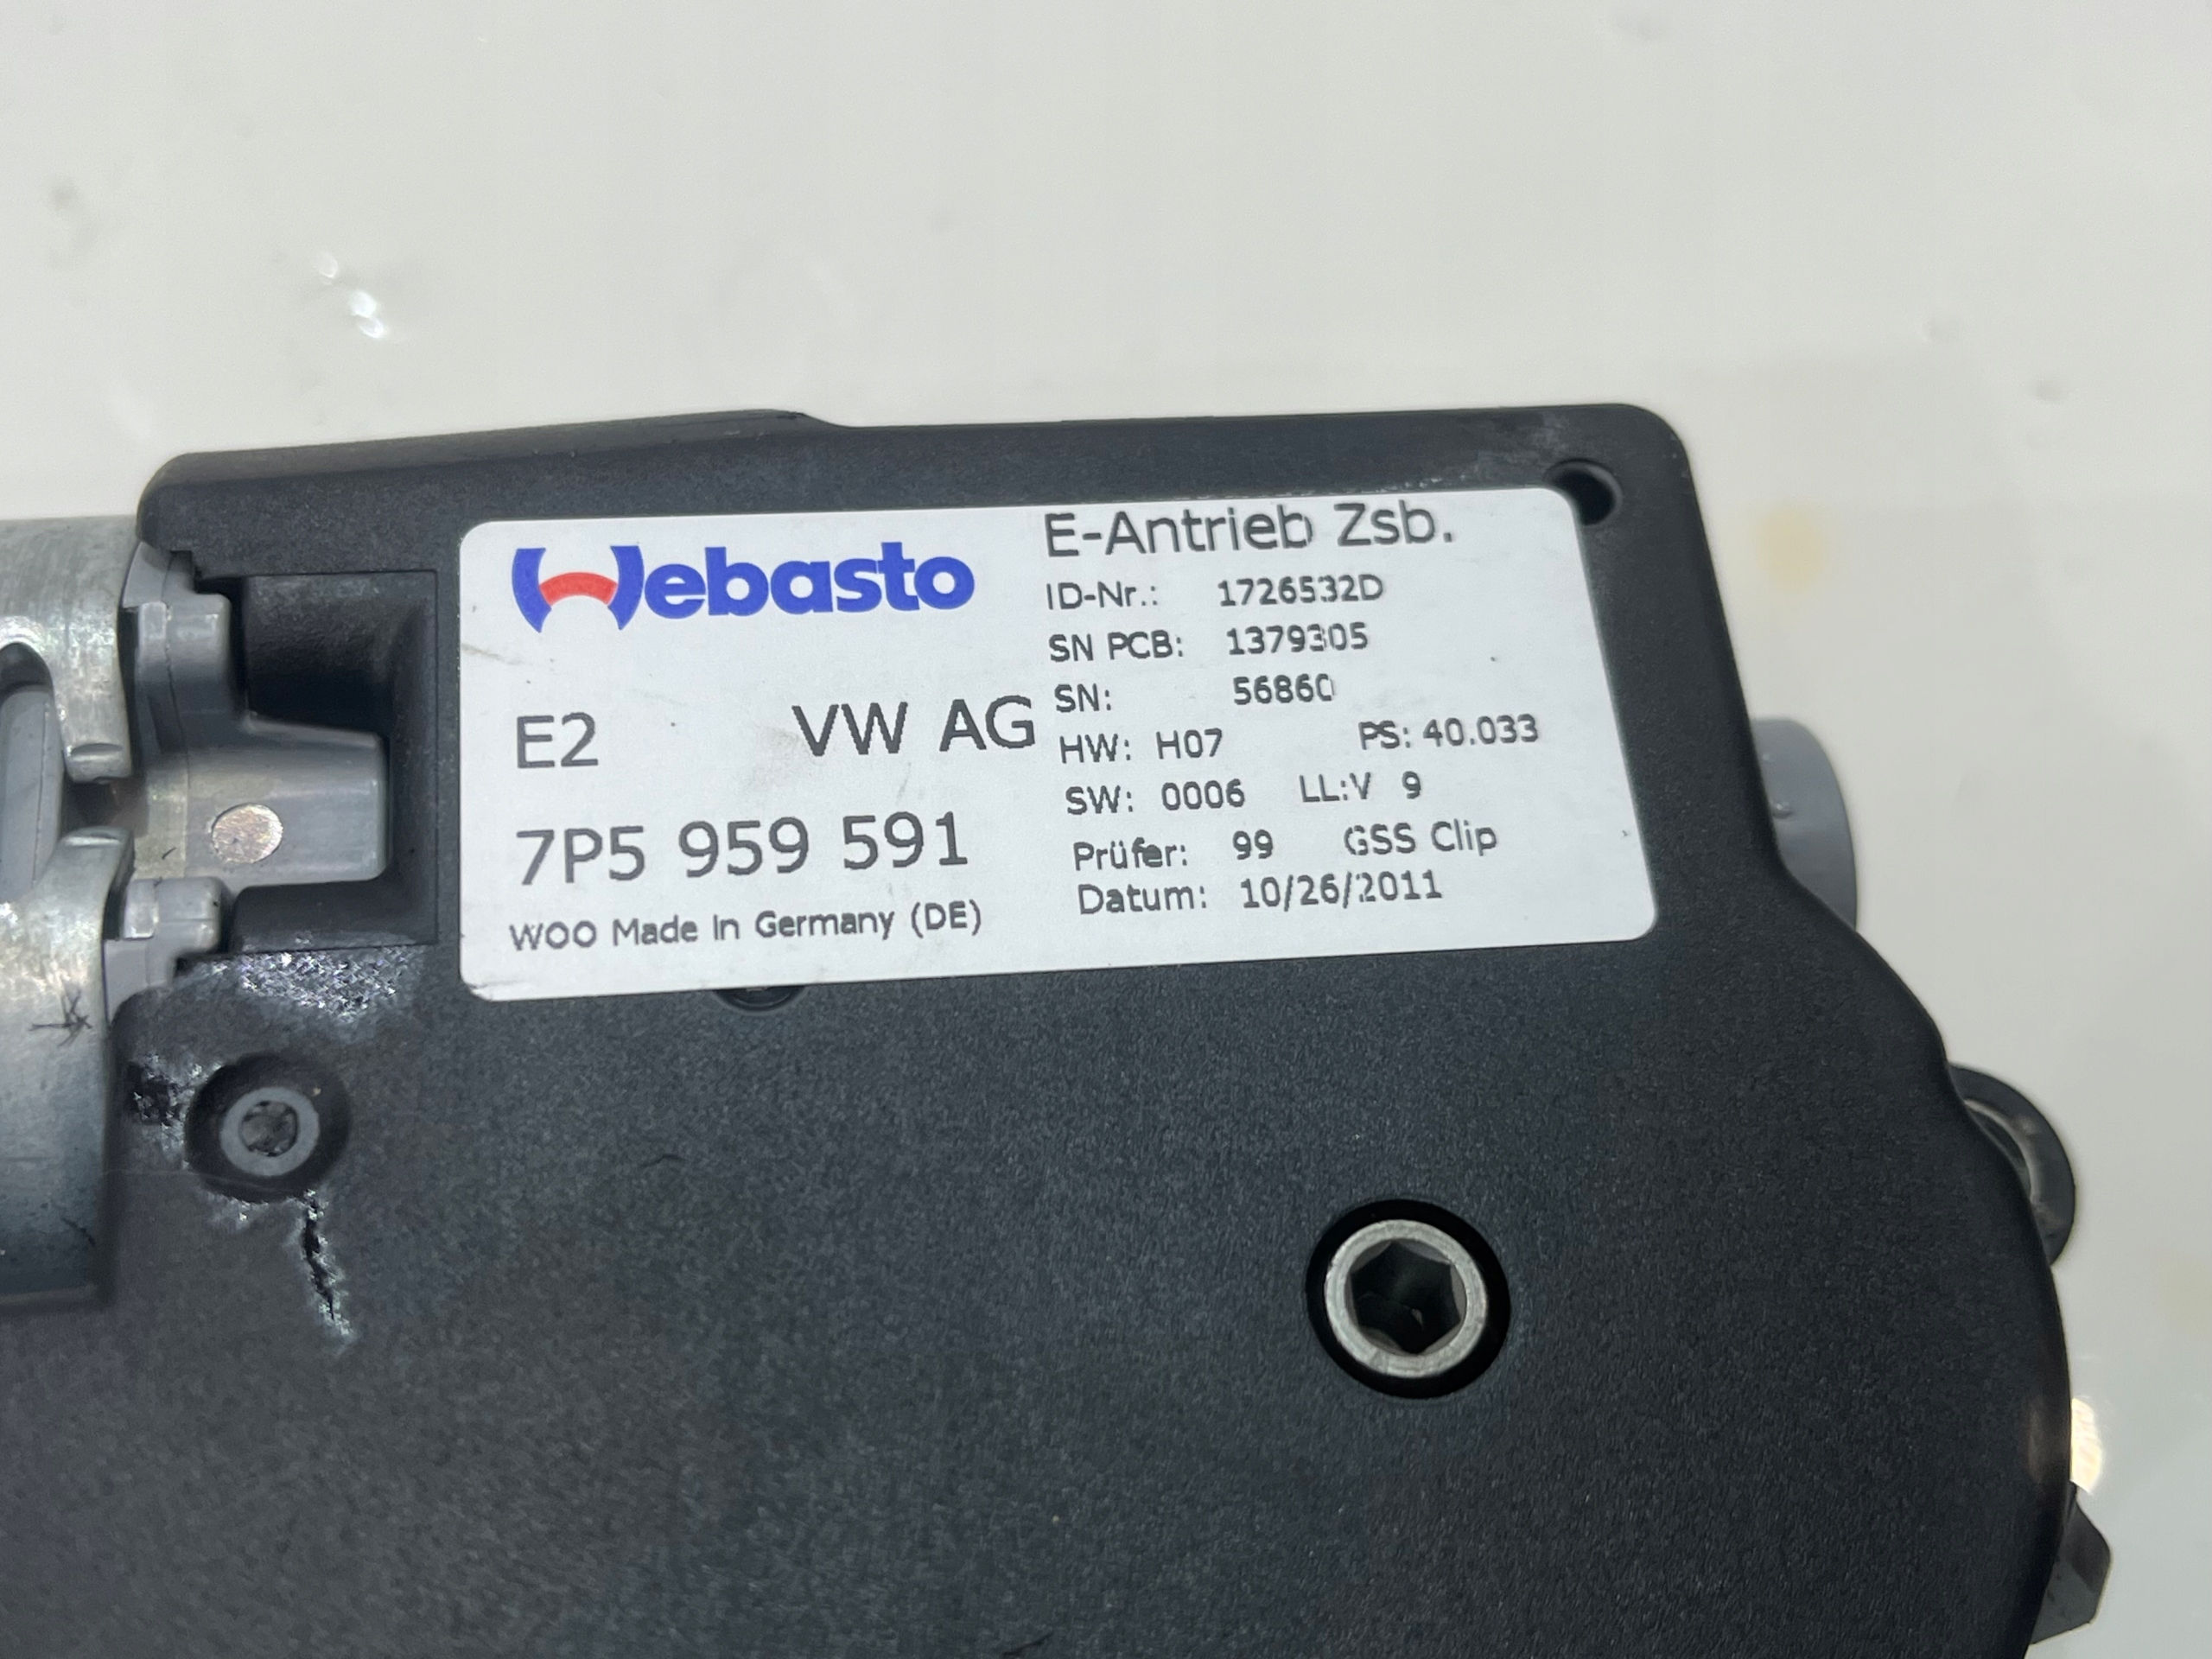 Webasto
E2 VW AG
7P5 959 591
WOO Made In Germany (DE)
E-Antrieb Zsb.
ID-Nr.: 1726532D
SN PCB: 1379305
SN: 56860
HW: H07 PS: 40.033
SW: 0006 LL:V 9
Prüfer: 99 GSS Clip
Datum: 10/26/2011